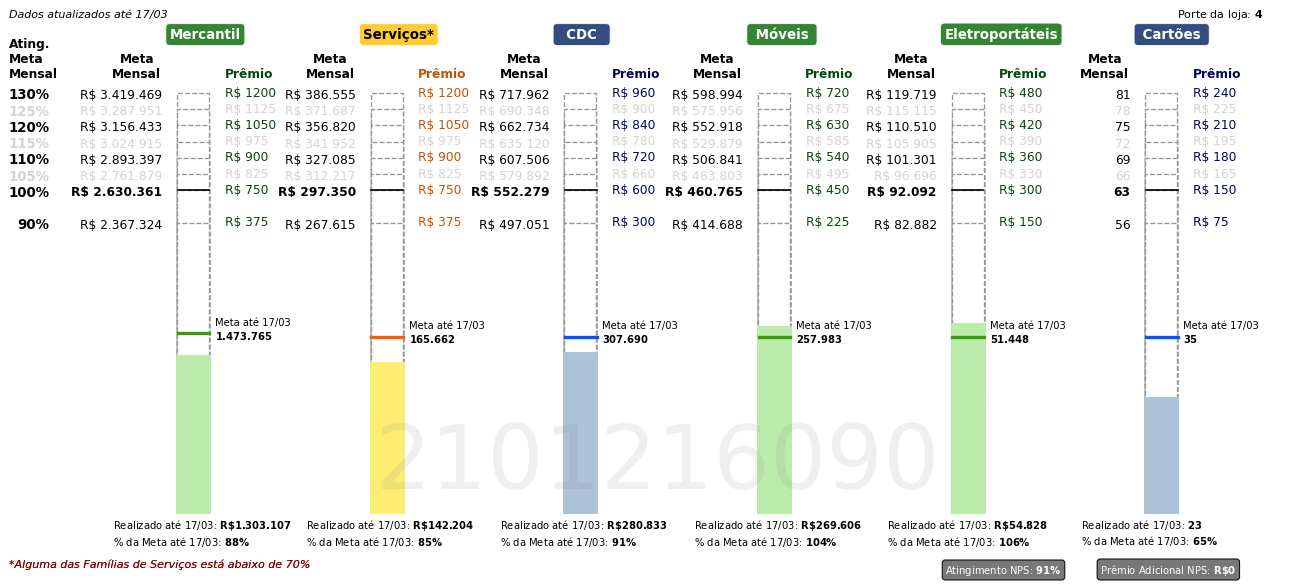 Dados atualizados até 17/03 Porte da loja: 4
Mercantil Serviços* CDC Móveis Eletroportáteis Cartões
Ating. Meta Mensal Meta Mensal Prêmio Meta Mensal Prêmio Meta Mensal Prêmio Meta Mensal Prêmio Meta Mensal Prêmio Meta Mensal Prêmio
130% R$ 3.419.469 R$ 1200 R$ 386.555 R$ 1200 R$ 717.962 R$ 960 R$ 598.994 R$ 720 R$ 119.719 R$ 480 81 R$ 240
125% R$ 3.287.951 R$ 1125 R$ 371.687 R$ 1125 R$ 690.348 R$ 900 R$ 575.956 R$ 675 R$ 115.115 R$ 450 78 R$ 225
120% R$ 3.156.433 R$ 1050 R$ 356.820 R$ 1050 R$ 662.734 R$ 840 R$ 552.918 R$ 630 R$ 110.510 R$ 420 75 R$ 210
115% R$ 3.024.915 R$ 975 R$ 341.952 R$ 975 R$ 635.120 R$ 780 R$ 529.879 R$ 585 R$ 105.905 R$ 390 72 R$ 195
110% R$ 2.893.397 R$ 900 R$ 327.085 R$ 900 R$ 607.506 R$ 720 R$ 506.841 R$ 540 R$ 101.301 R$ 360 69 R$ 180
105% R$ 2.761.879 R$ 825 R$ 312.217 R$ 825 R$ 579.892 R$ 660 R$ 483.803 R$ 495 R$ 96.696 R$ 330 66 R$ 165
100% R$ 2.630.361 R$ 750 R$ 297.350 R$ 750 R$ 552.279 R$ 600 R$ 460.765 R$ 450 R$ 92.092 R$ 300 63 R$ 150
90% R$ 2.367.324 R$ 375 R$ 267.615 R$ 375 R$ 497.051 R$ 300 R$ 414.688 R$ 225 R$ 82.882 R$ 150 56 R$ 75
Meta até 17/03 Meta até 17/03 Meta até 17/03 Meta até 17/03 Meta até 17/03 Meta até 17/03
1.473.765 165.662 307.690 257.983 51.448 35
2101216090
Realizado até 17/03: R$1.303.107 Realizado até 17/03: R$142.204 Realizado até 17/03: R$280.833 Realizado até 17/03: R$269.606 Realizado até 17/03: R$54.828 Realizado até 17/03: 23
% da Meta até 17/03: 88% % da Meta até 17/03: 85% % da Meta até 17/03: 91% % da Meta até 17/03: 104% % da Meta até 17/03: 106% % da Meta até 17/03: 65%
*Alguma das Famílias de Serviços está abaixo de 70% Atingimento NPS: 91% Prêmio Adicional NPS: R$0